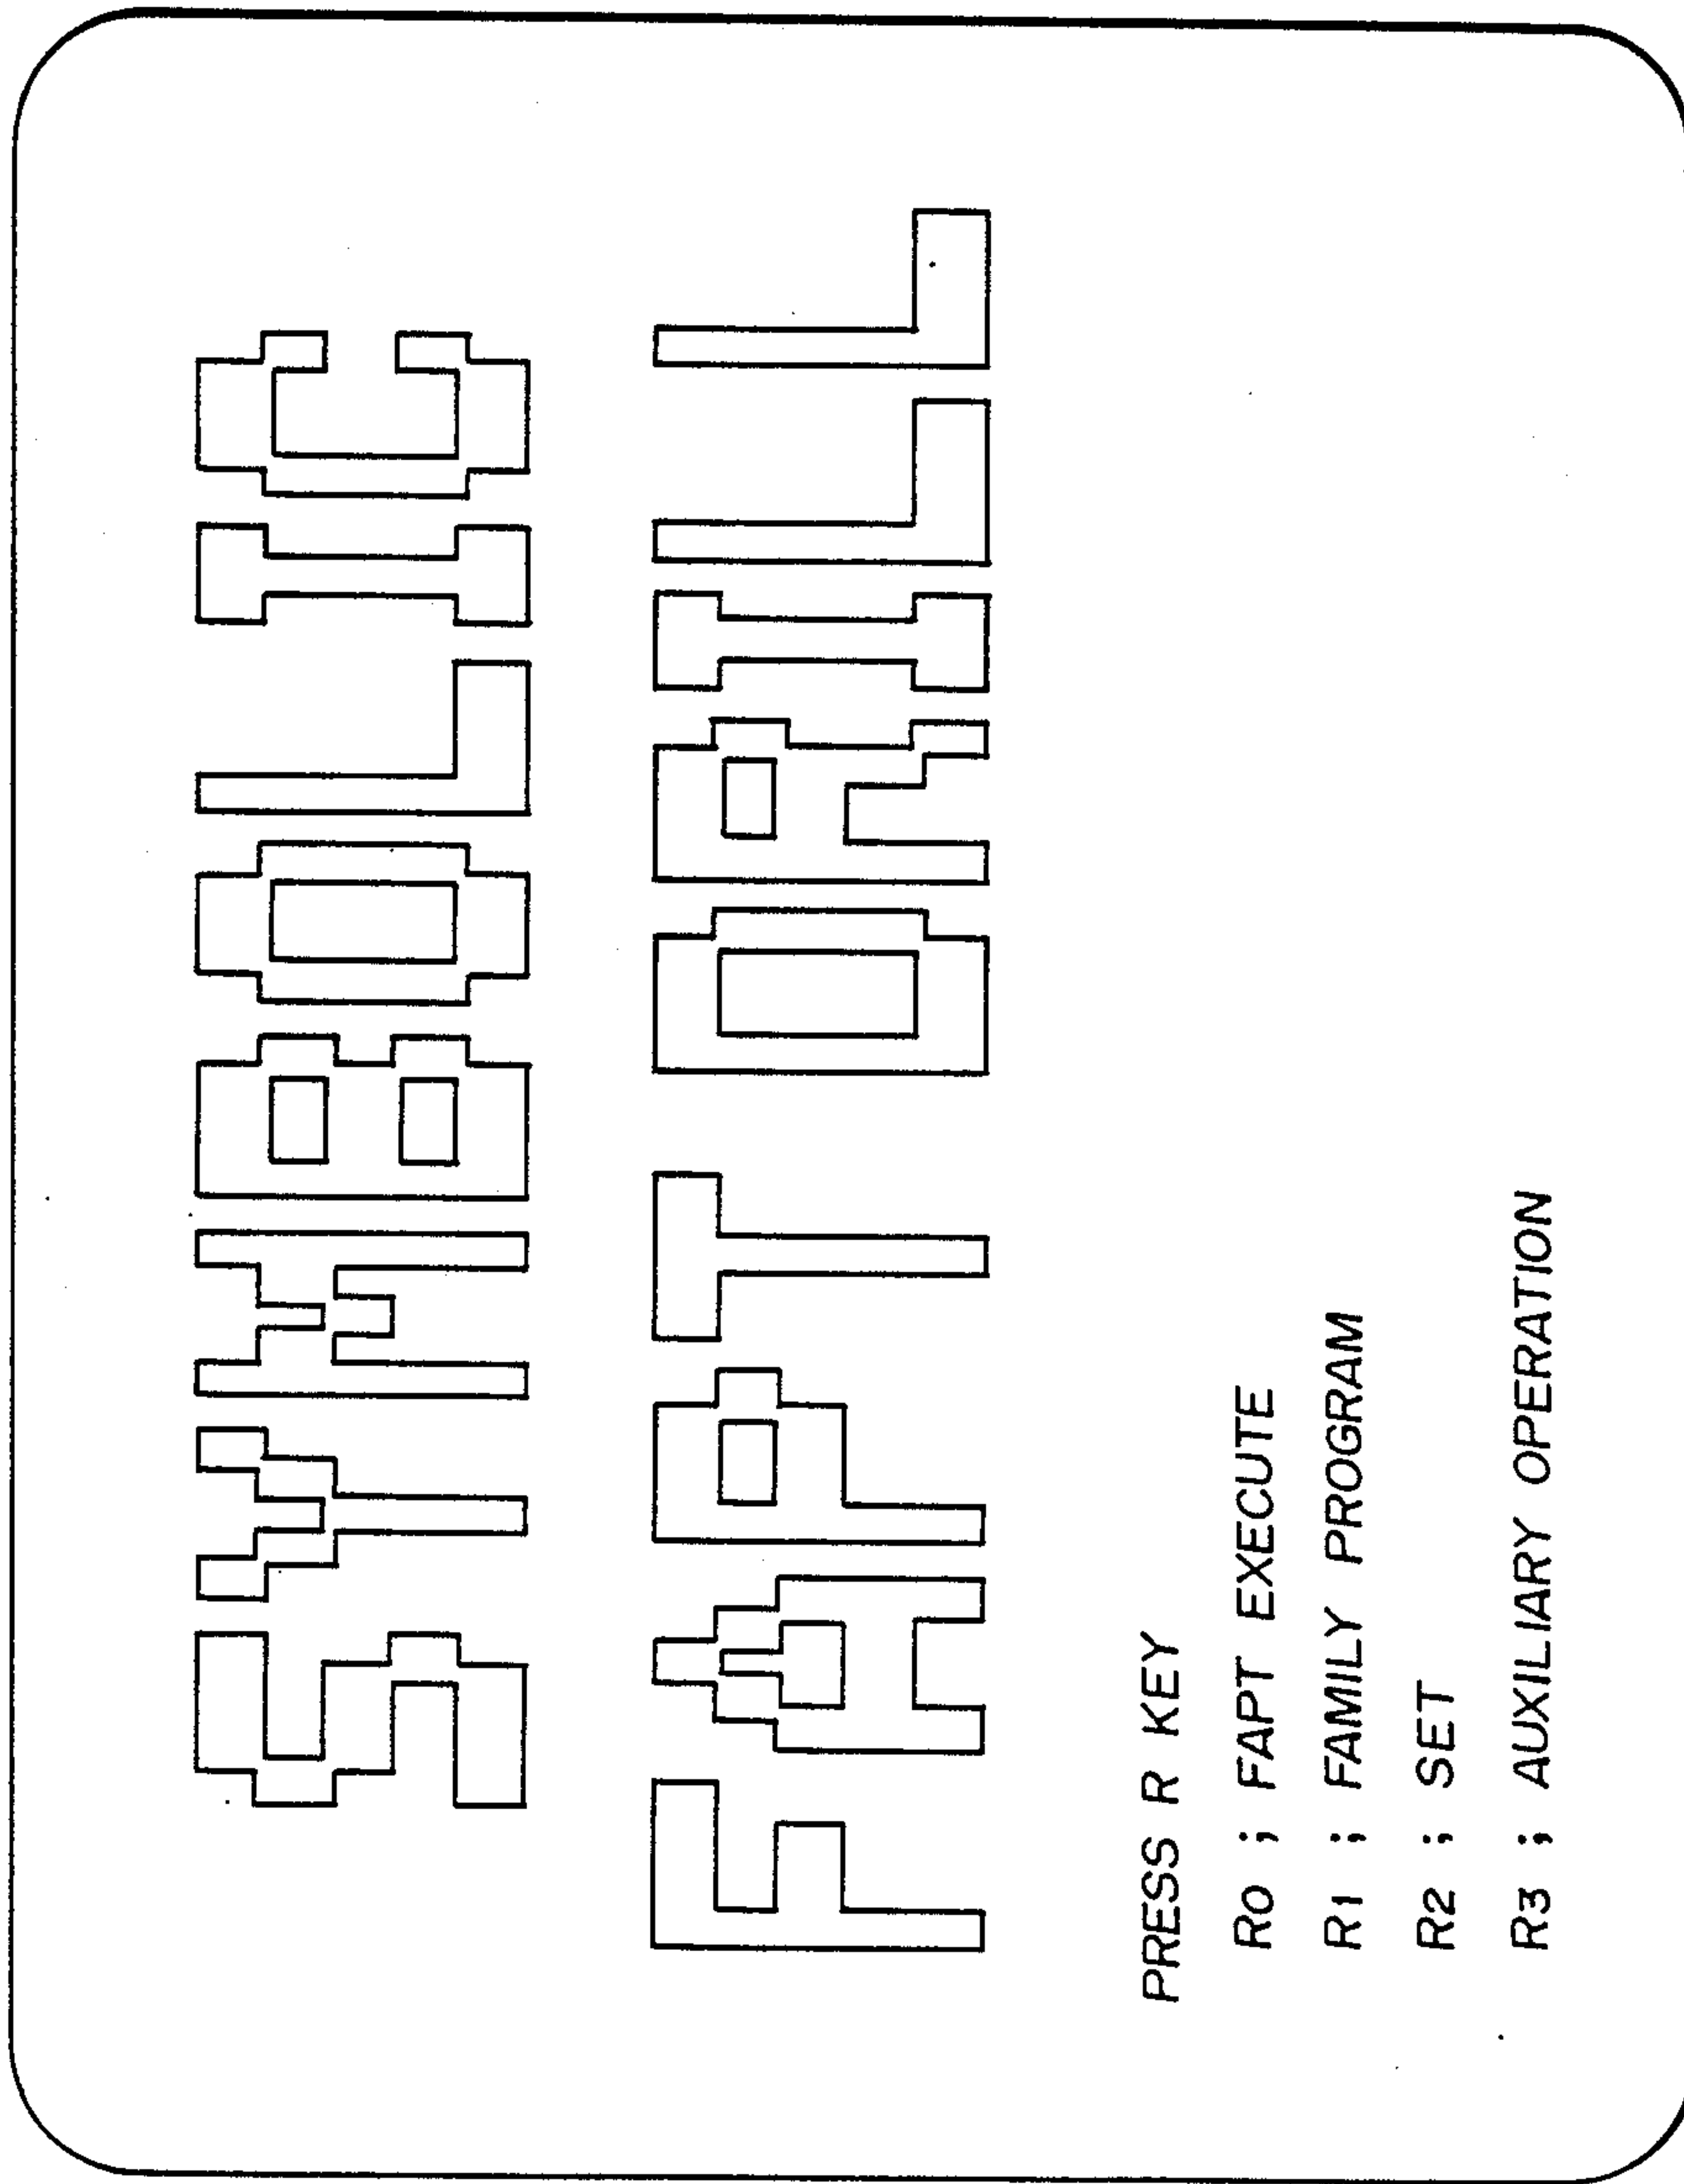 SYMBOLIC
FAPT DRILL
PRESS R KEY
R0 ; FAPT EXECUTE
R1 ; FAMILY PROGRAM
R2 ; SET
R3 ; AUXILIARY OPERATION